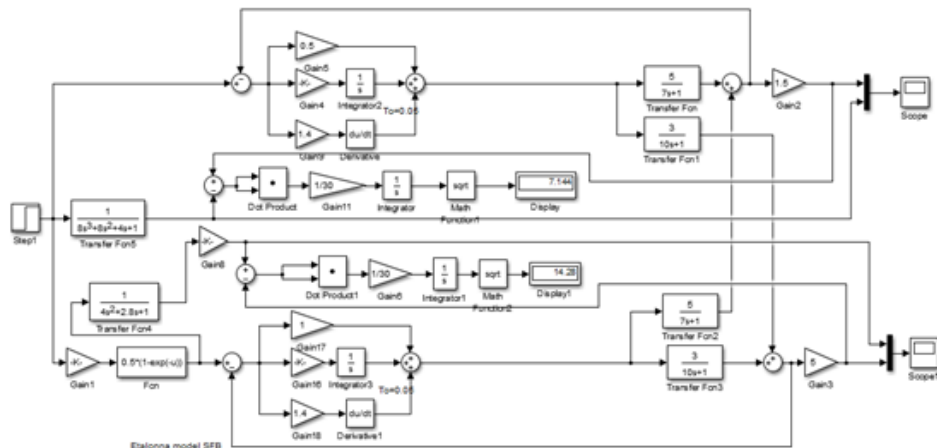 0.5
Gain5
-K-
Gain4
1
s
Integrator2
To=0.05
1.4
Gain9
du/dt
Derivative
5
7s+1
Transfer Fcn
3
10s+1
Transfer Fcn1
1.5
Gain2
Scope
Dot Product
1/30
Gain11
1
s
Integrator
sqrt
Math
Function1
7.144
Display
Step1
1
8s³+8s²+4s+1
Transfer Fcn5
-K-
Gain8
Dot Product1
1/30
Gain6
1
s
Integrator1
sqrt
Math
Function2
14.28
Display1
1
4s²+2.8s+1
Transfer Fcn4
1
Gain17
5
7s+1
Transfer Fcn2
-K-
Gain1
0.5*(1-exp(-u))
Fcn
-K-
Gain16
1
s
Integrator3
To=0.05
3
10s+1
Transfer Fcn3
5
Gain3
Scope1
1.4
Gain18
du/dt
Derivative1
Etalonna model SFB